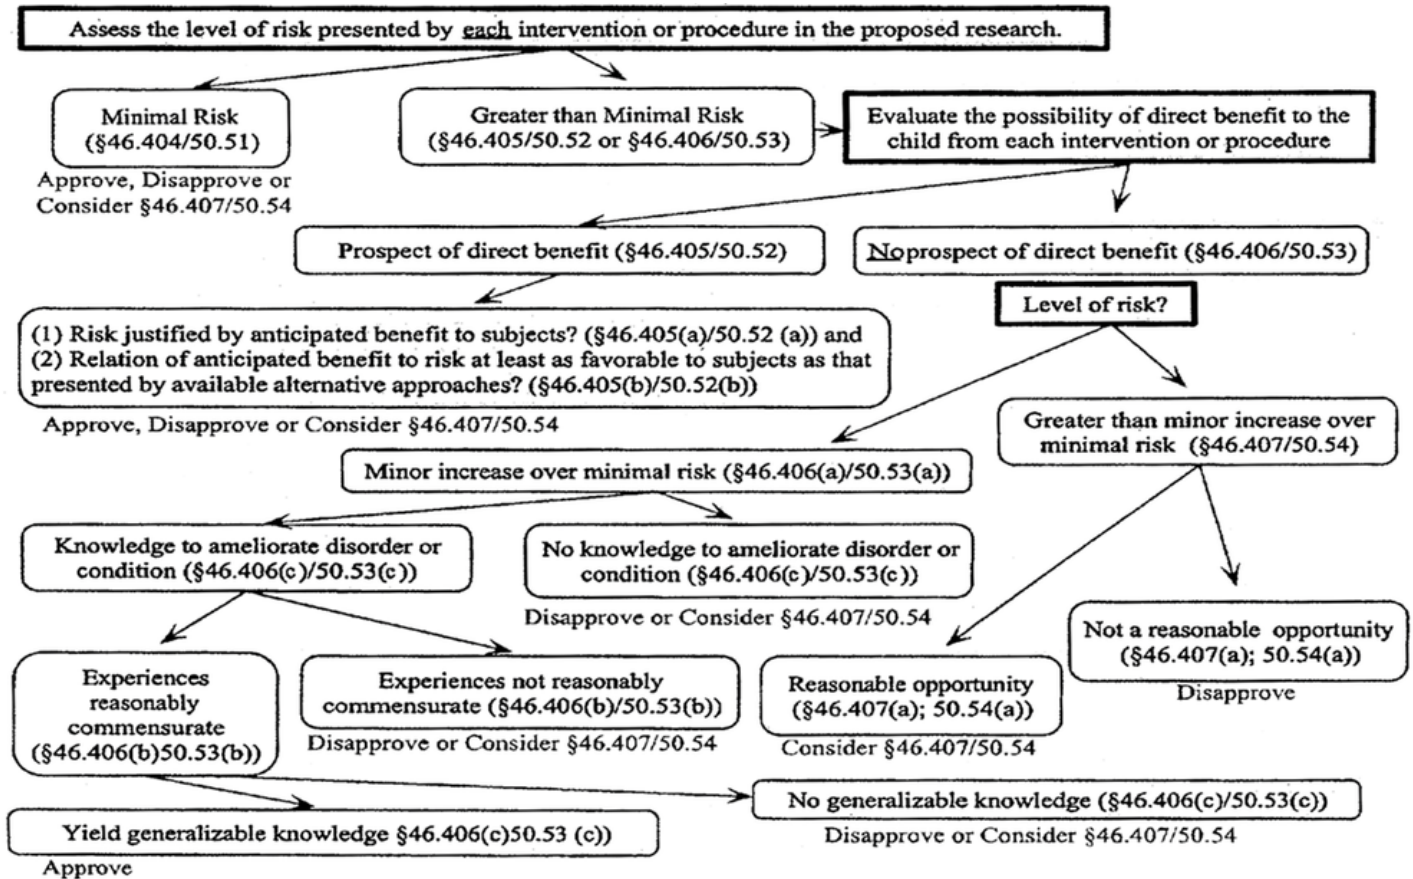 Assess the level of risk presented by each intervention or procedure in the proposed research.
Minimal Risk
(§46.404/50.51)
Approve, Disapprove or
Consider §46.407/50.54
Greater than Minimal Risk
(§46.405/50.52 or §46.406/50.53)
Evaluate the possibility of direct benefit to the
child from each intervention or procedure
Prospect of direct benefit (§46.405/50.52)
No prospect of direct benefit (§46.406/50.53)
Level of risk?
(1) Risk justified by anticipated benefit to subjects? (§46.405(a)/50.52 (a)) and
(2) Relation of anticipated benefit to risk at least as favorable to subjects as that
presented by available alternative approaches? (§46.405(b)/50.52(b))
Approve, Disapprove or Consider §46.407/50.54
Greater than minor increase over
minimal risk (§46.407/50.54)
Minor increase over minimal risk (§46.406(a)/50.53(a))
Knowledge to ameliorate disorder or
condition (§46.406(c)/50.53(c))
No knowledge to ameliorate disorder or
condition (§46.406(c)/50.53(c))
Disapprove or Consider §46.407/50.54
Not a reasonable opportunity
(§46.407(a); 50.54(a))
Disapprove
Experiences
reasonably
commensurate
(§46.406(b)50.53(b))
Experiences not reasonably
commensurate (§46.406(b)/50.53(b))
Disapprove or Consider §46.407/50.54
Reasonable opportunity
(§46.407(a); 50.54(a))
Consider §46.407/50.54
No generalizable knowledge (§46.406(c)/50.53(c))
Disapprove or Consider §46.407/50.54
Yield generalizable knowledge §46.406(c)50.53 (c))
Approve